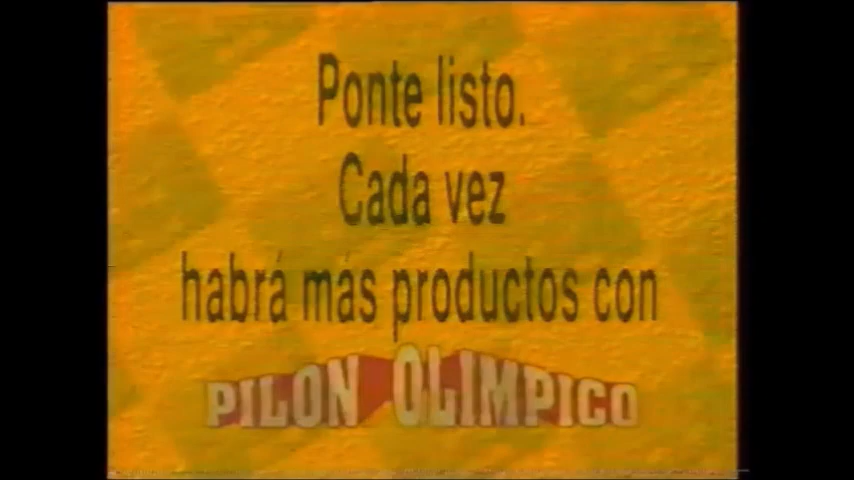 Ponte listo.
Cada vez
habrá más productos con
PILON OLIMPICO